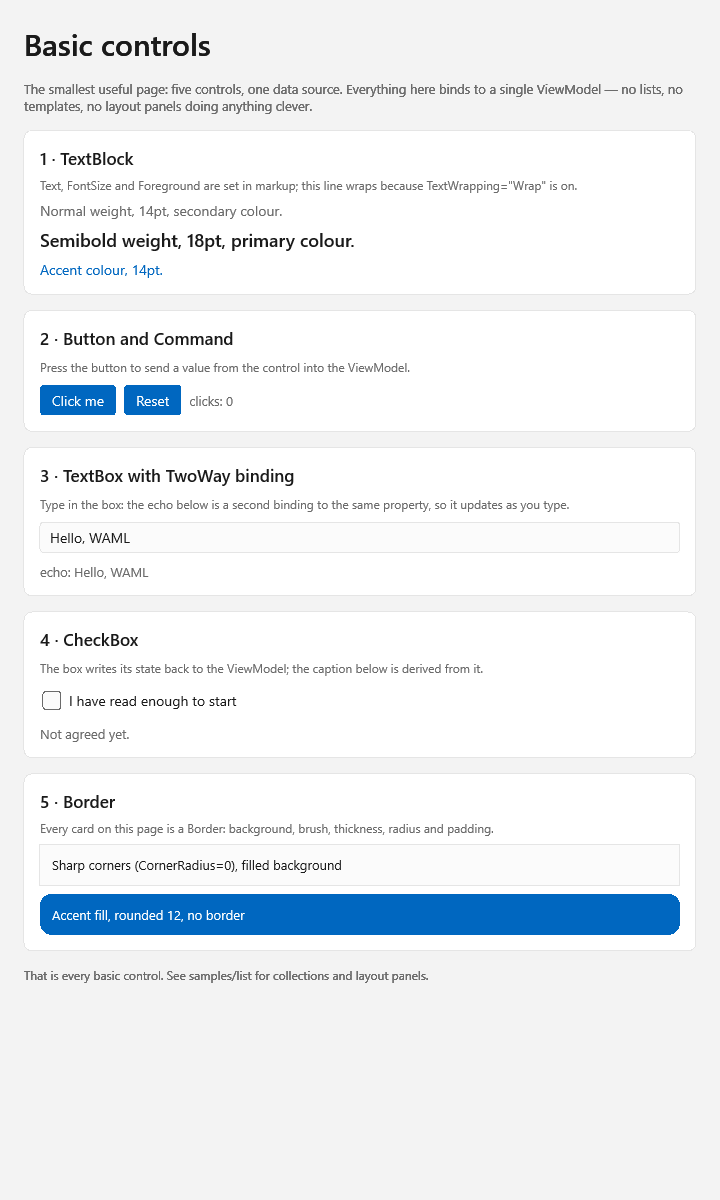 Basic controls
The smallest useful page: five controls, one data source. Everything here binds to a single ViewModel — no lists, no
templates, no layout panels doing anything clever.
1 · TextBlock
Text, FontSize and Foreground are set in markup; this line wraps because TextWrapping="Wrap" is on.
Normal weight, 14pt, secondary colour.
Semibold weight, 18pt, primary colour.
Accent colour, 14pt.
2 · Button and Command
Press the button to send a value from the control into the ViewModel.
Click me Reset clicks: 0
3 · TextBox with TwoWay binding
Type in the box: the echo below is a second binding to the same property, so it updates as you type.
Hello, WAML
echo: Hello, WAML
4 · CheckBox
The box writes its state back to the ViewModel; the caption below is derived from it.
I have read enough to start
Not agreed yet.
5 · Border
Every card on this page is a Border: background, brush, thickness, radius and padding.
Sharp corners (CornerRadius=0), filled background
Accent fill, rounded 12, no border
That is every basic control. See samples/list for collections and layout panels.